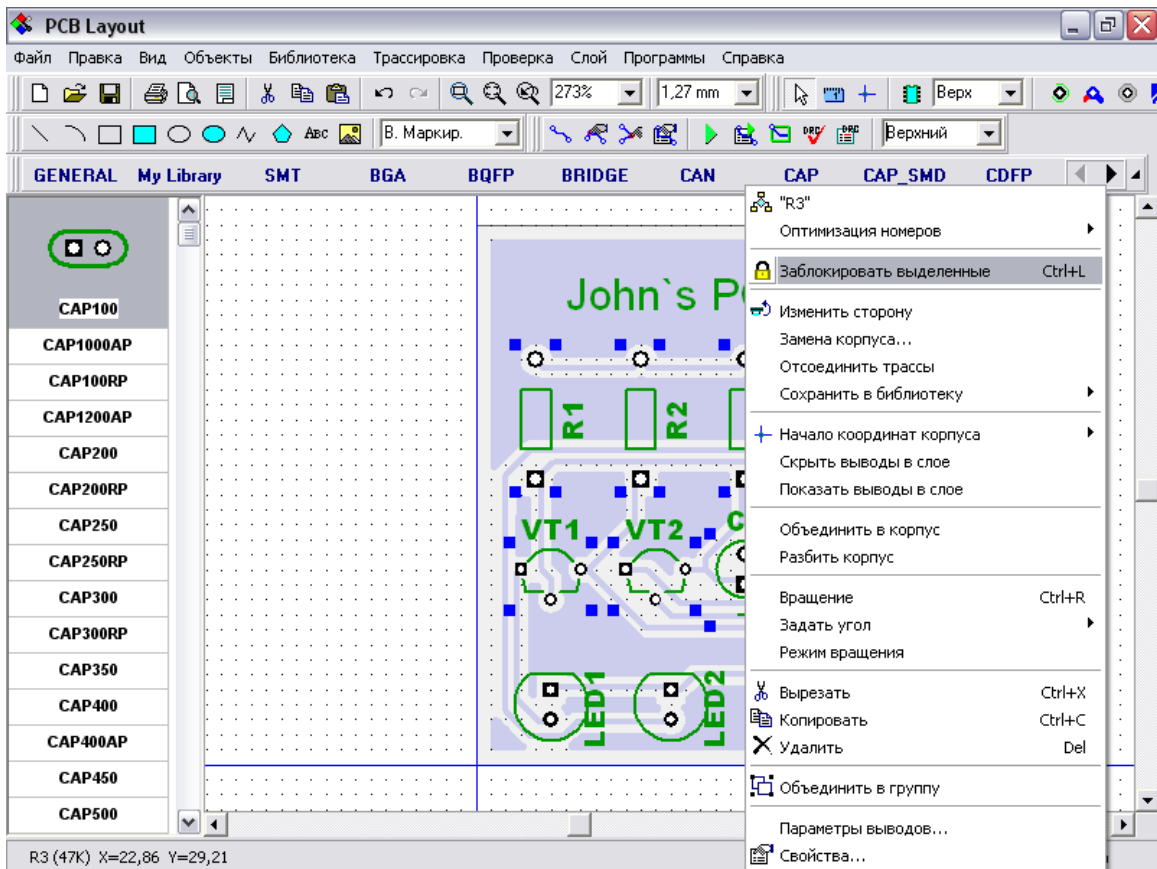 PCB Layout
Файл Правка Вид Объекты Библиотека Трассировка Проверка Слой Программы Справка
273% 1,27 mm Верх
ABC В. Маркир. DRC DRC Верхний
GENERAL My Library SMT BGA BQFP BRIDGE CAN CAP CAP_SMD CDFP
CAP100
CAP1000AP
CAP100RP
CAP1200AP
CAP200
CAP200RP
CAP250
CAP250RP
CAP300
CAP300RP
CAP350
CAP400
CAP400AP
CAP450
CAP500
John`s P
R1 R2
VT1 VT2 C
LED1 LED2
"R3"
Оптимизация номеров
Заблокировать выделенные Ctrl+L
Изменить сторону
Замена корпуса...
Отсоединить трассы
Сохранить в библиотеку
Начало координат корпуса
Скрыть выводы в слое
Показать выводы в слое
Объединить в корпус
Разбить корпус
Вращение Ctrl+R
Задать угол
Режим вращения
Вырезать Ctrl+X
Копировать Ctrl+C
Удалить Del
Объединить в группу
Параметры выводов...
Свойства...
R3 (47K) X=22,86 Y=29,21